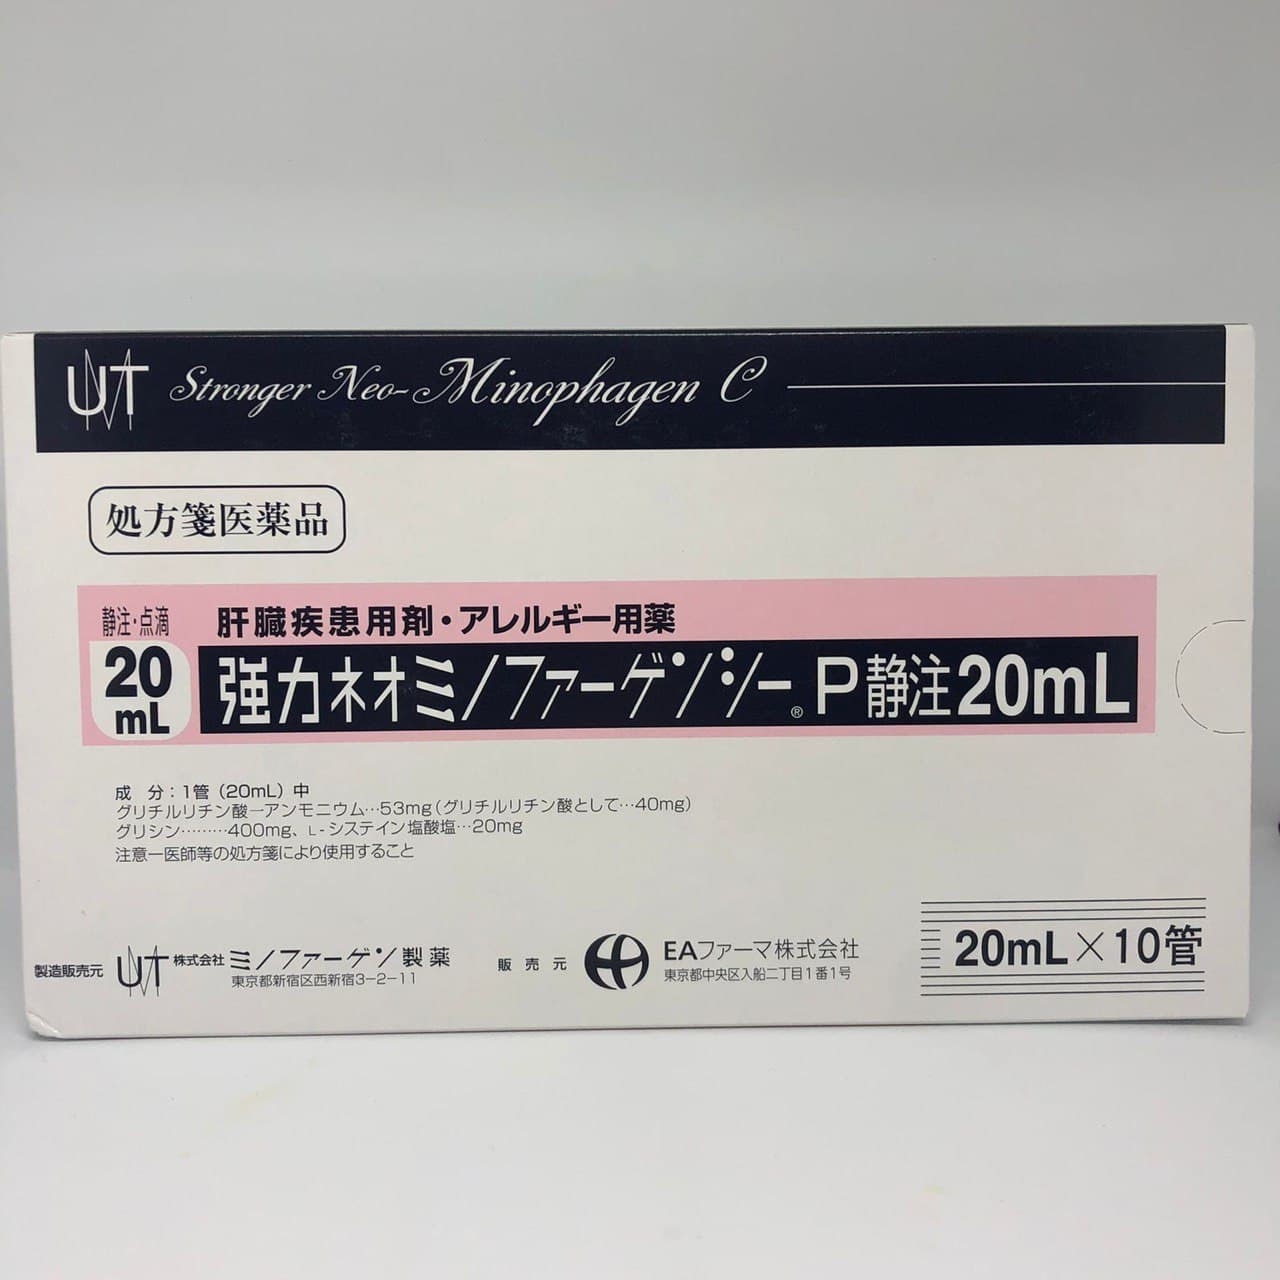 UMT Stronger Neo-Minophagen C
処方箋医薬品
静注・点滴
20
mL
肝臓疾患用剤・アレルギー用薬
強力ネオミノファーゲンシー® P静注20mL
成 分：1管（20mL）中
グリチルリチン酸一アンモニウム…53mg（グリチルリチン酸として…40mg）
グリシン………400mg、L-システイン塩酸塩…20mg
注意－医師等の処方箋により使用すること
製造販売元 UMT 株式会社 ミノファーゲン製薬
東京都新宿区西新宿3-2-11
販売元 EAファーマ株式会社
東京都中央区入船二丁目1番1号
20mL×10管